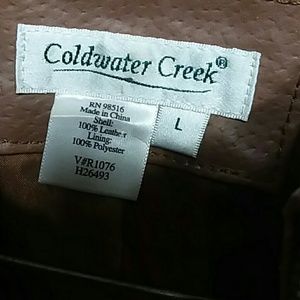 Coldwater Creek®
RN 98516
Made in China
Shell:
100% Leather
Lining:
100% Polyester
V#R1076
H26493
L